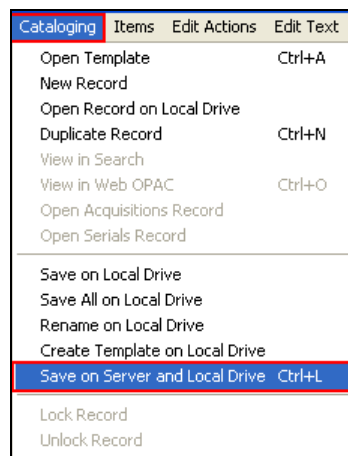 Cataloging Items Edit Actions Edit Text
Open Template Ctrl+A
New Record
Open Record on Local Drive
Duplicate Record Ctrl+N
View in Search
View in Web OPAC Ctrl+O
Open Acquisitions Record
Open Serials Record
Save on Local Drive
Save All on Local Drive
Rename on Local Drive
Create Template on Local Drive
Save on Server and Local Drive Ctrl+L
Lock Record
Unlock Record